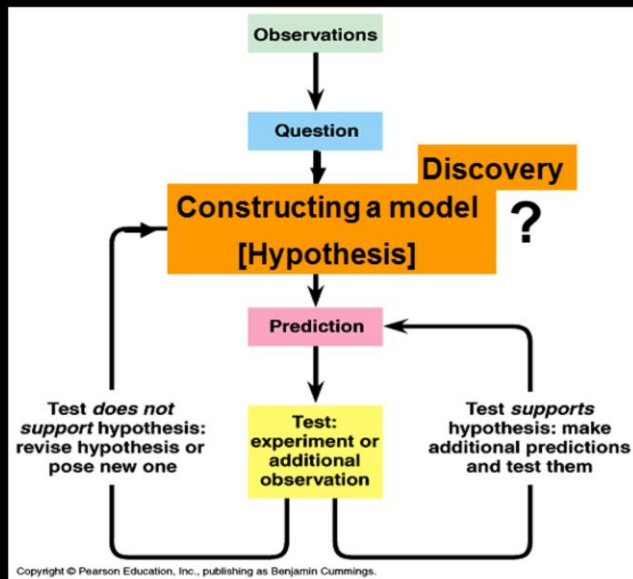 Observations
Question
Discovery
Constructing a model
[Hypothesis]
?
Prediction
Test does not
support hypothesis:
revise hypothesis or
pose new one
Test:
experiment or
additional
observation
Test supports
hypothesis: make
additional predictions
and test them
Copyright © Pearson Education, Inc., publishing as Benjamin Cummings.